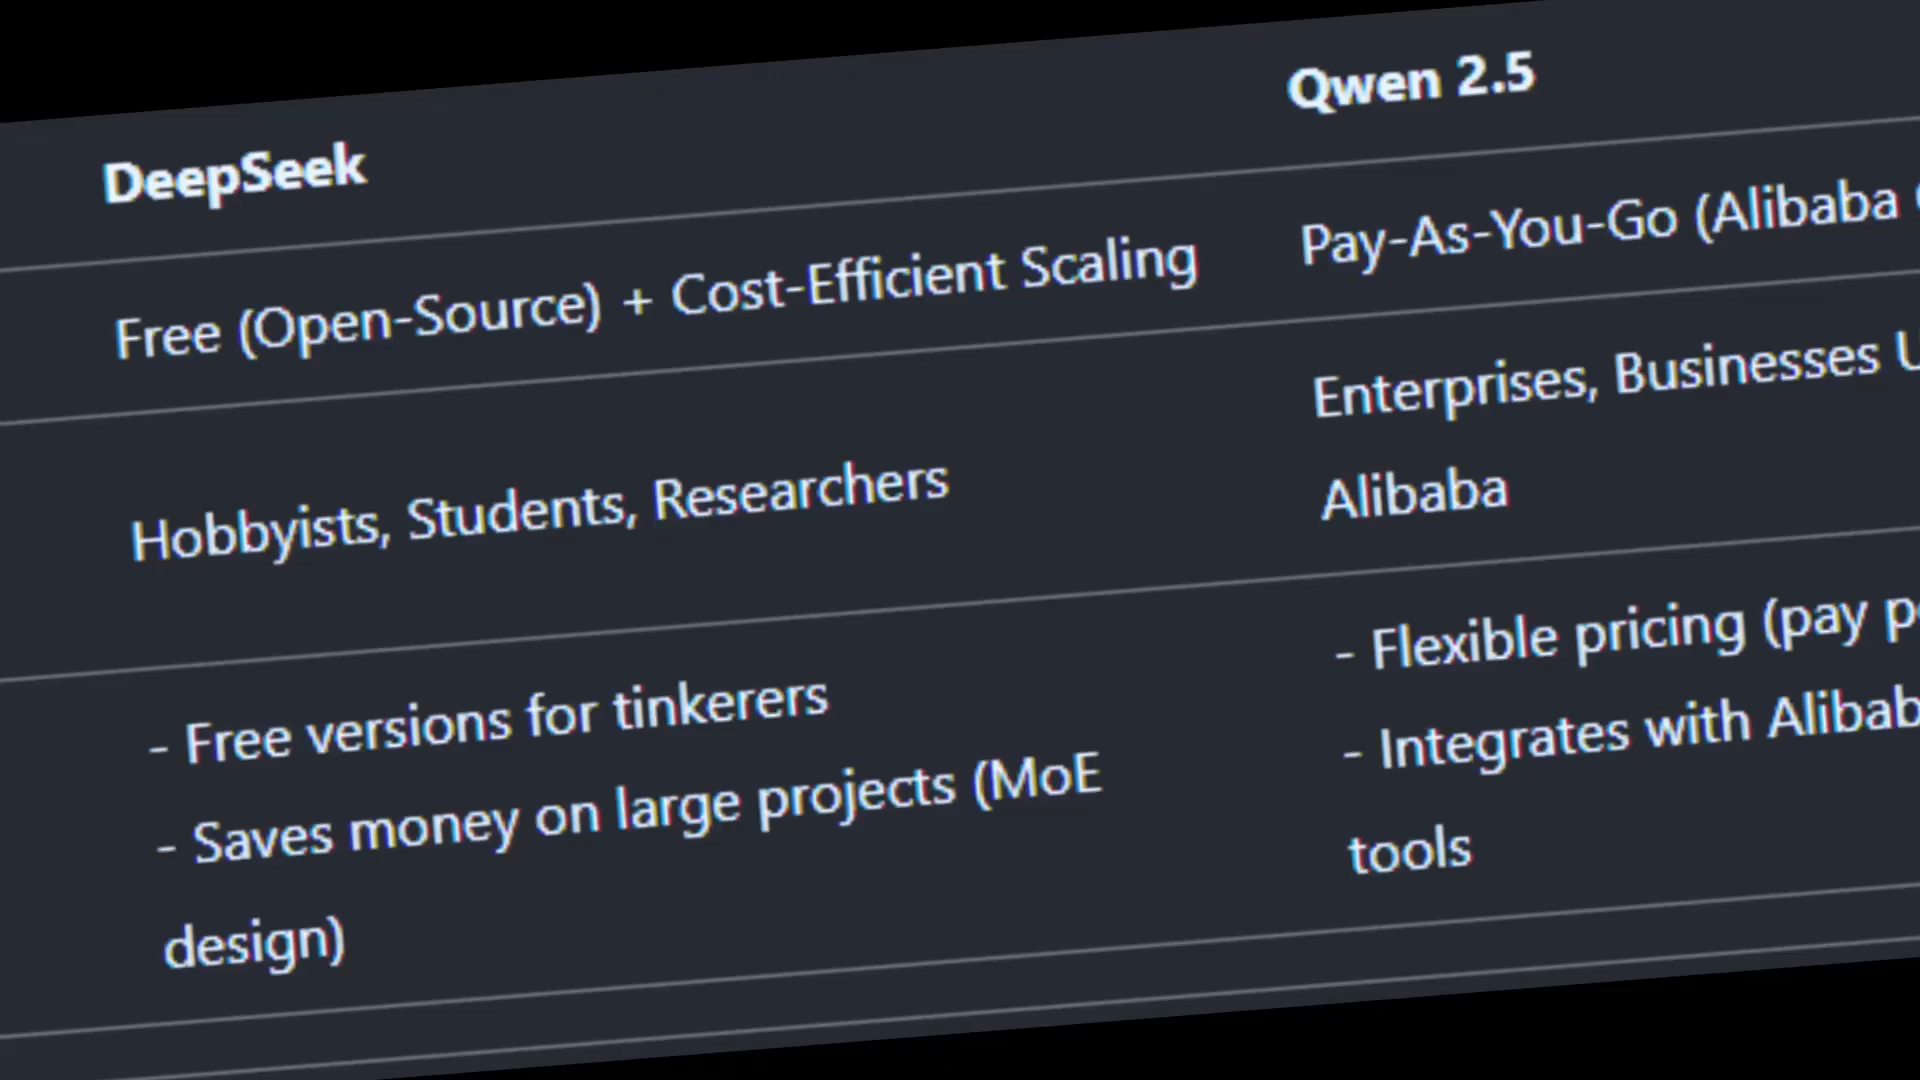 DeepSeek
Qwen 2.5
Free (Open-Source) + Cost-Efficient Scaling
Pay-As-You-Go (Alibaba
Hobbyists, Students, Researchers
Enterprises, Businesses
Alibaba
- Free versions for tinkerers
- Saves money on large projects (MoE
design)
- Flexible pricing (pay
- Integrates with
tools